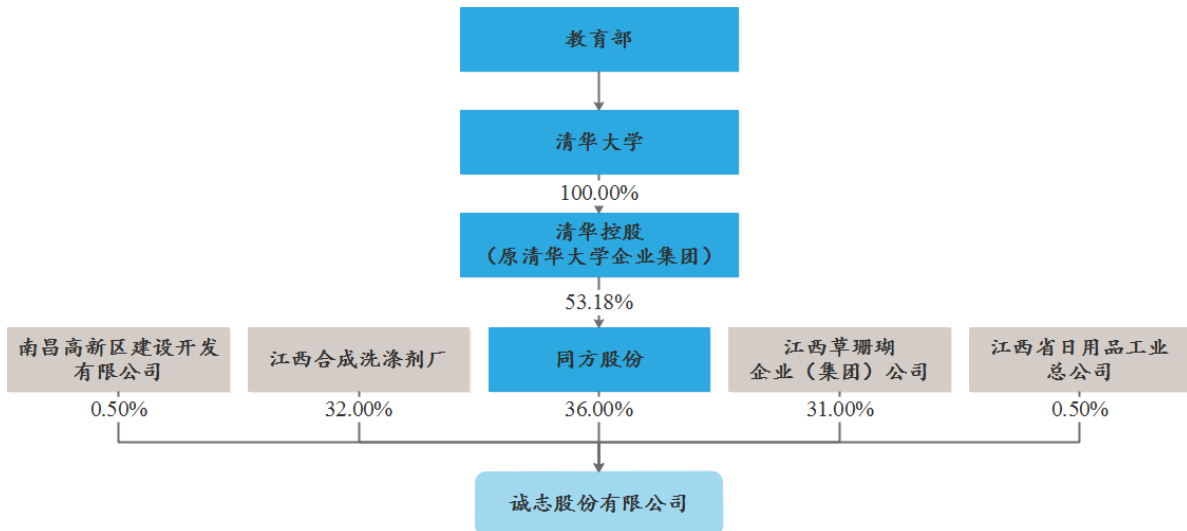 教育部
清华大学
100.00%
清华控股
（原清华大学企业集团）
53.18%
南昌高新区建设开发
有限公司
江西合成洗涤剂厂
同方股份
江西草珊瑚
企业（集团）公司
江西省日用品工业
总公司
0.50%
32.00%
36.00%
31.00%
0.50%
诚志股份有限公司